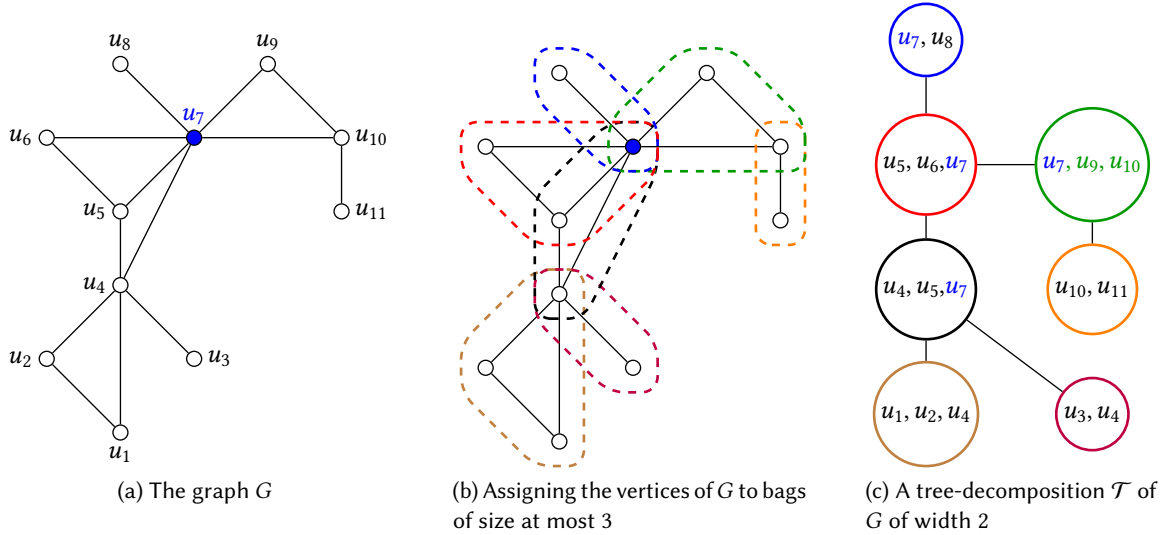 u₈
u₉
u₇
u₆
u₁₀
u₅
u₁₁
u₄
u₂
u₃
u₁
(a) The graph G
(b) Assigning the vertices of G to bags
of size at most 3
u₇, u₈
u₅, u₆,u₇
u₇, u₉, u₁₀
u₄, u₅,u₇
u₁₀, u₁₁
u₁, u₂, u₄
u₃, u₄
(c) A tree-decomposition 𝒯 of
G of width 2